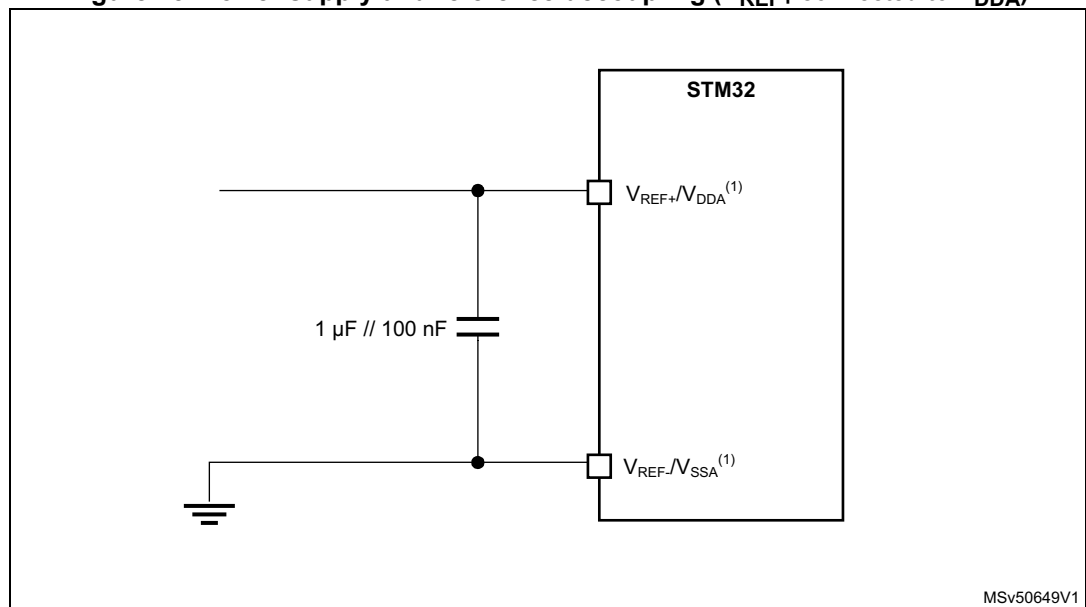 STM32
VREF+/VDDA(1)
1 µF // 100 nF
VREF-/VSSA(1)
MSv50649V1